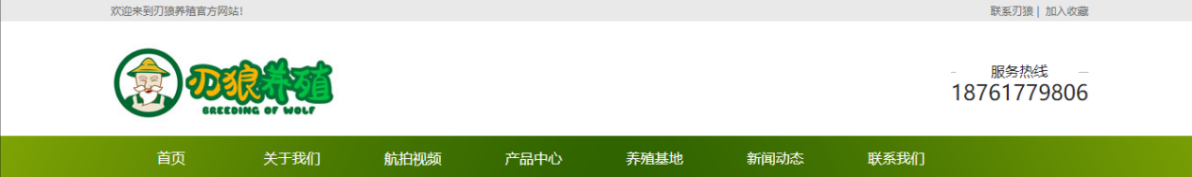 欢迎来到刃狼养殖官方网站！
联系刃狼 | 加入收藏
刃狼养殖
BREEDING OF WOLF
服务热线
18761779806
首页 关于我们 航拍视频 产品中心 养殖基地 新闻动态 联系我们